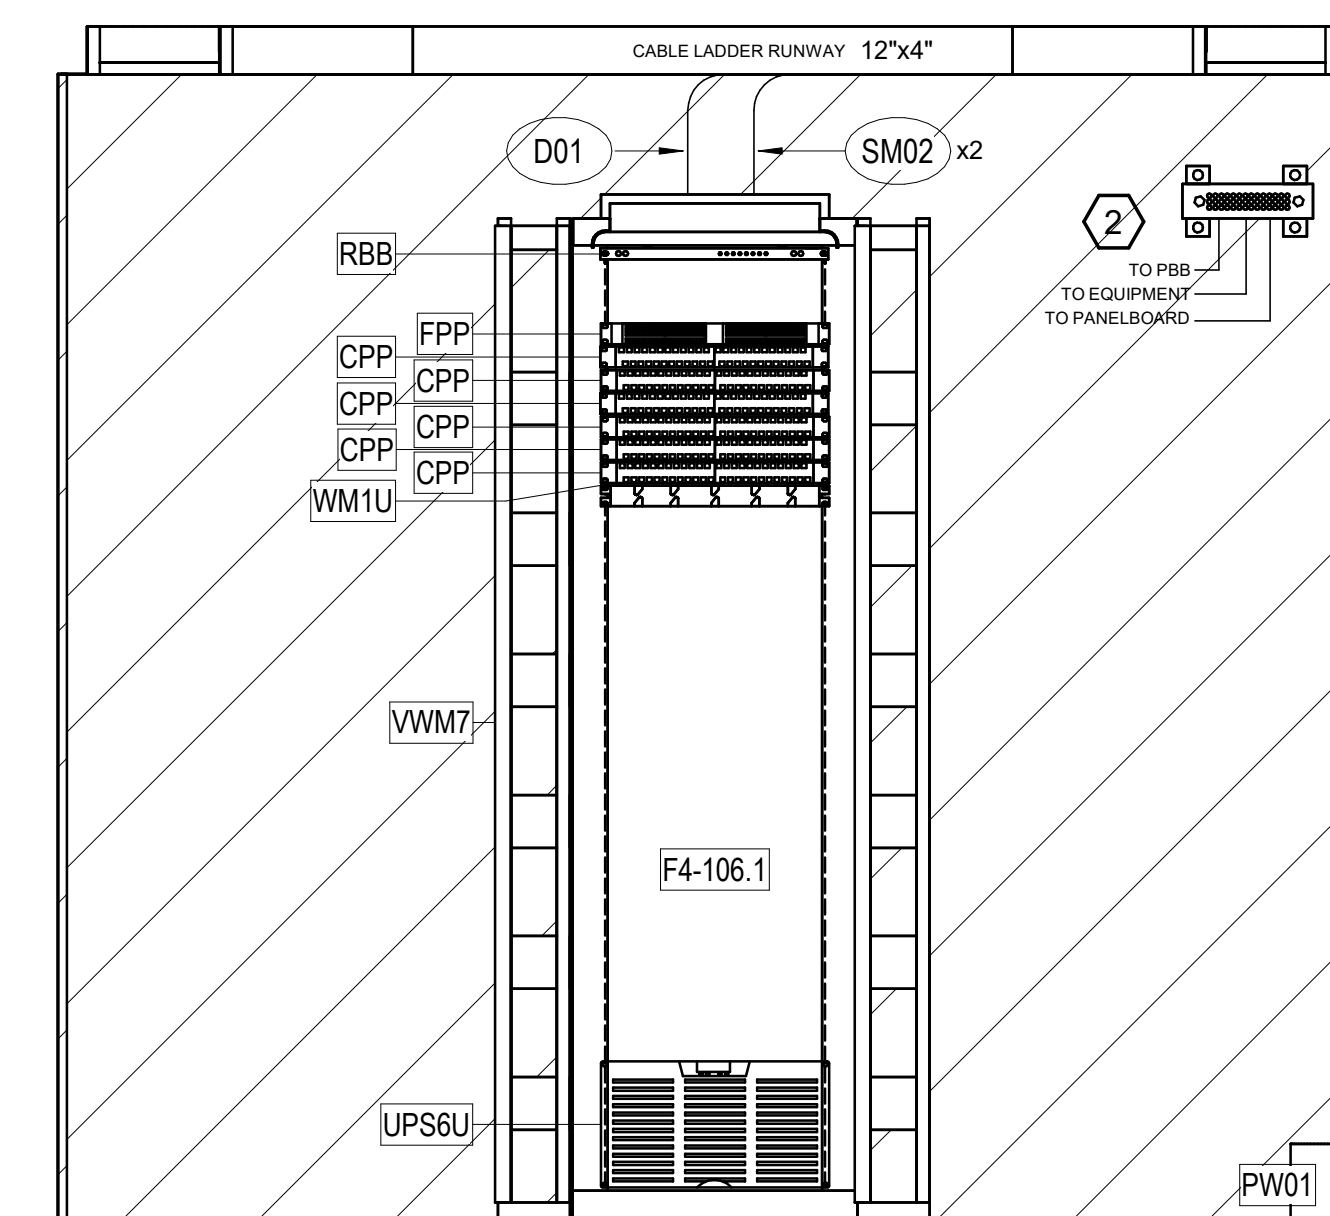 CABLE LADDER RUNWAY 12"x4"
D01
SM02 x2
2
RBB
TO PBB
TO EQUIPMENT
TO PANELBOARD
FPP
CPP
CPP
CPP
CPP
CPP
CPP
WM1U
VWM7
F4-106.1
UPS6U
PW01